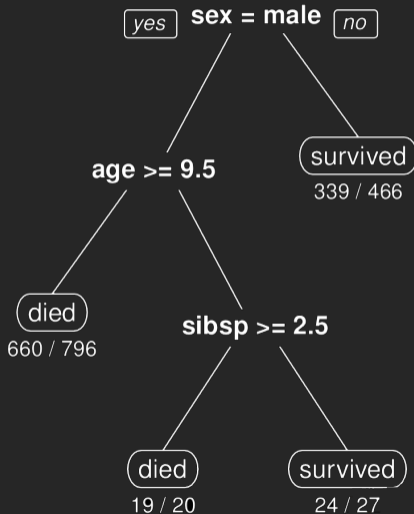 yes sex = male no
survived
339 / 466
age >= 9.5
died
660 / 796
sibsp >= 2.5
died survived
19 / 20 24 / 27